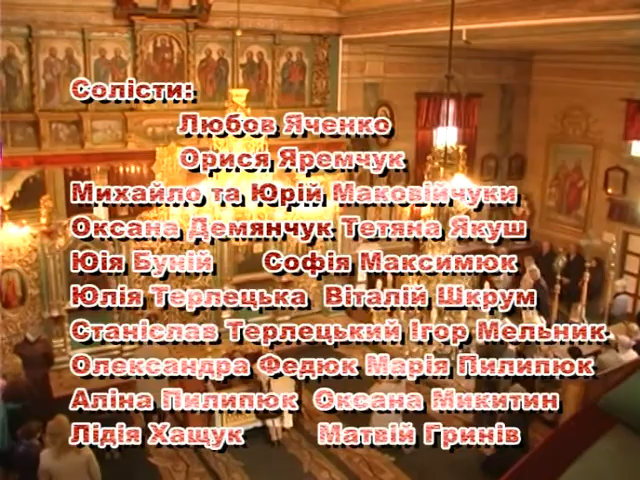 Солісти:
Любов Яченко
Орися Яремчук
Михайло та Юрій Маковійчуки
Оксана Демянчук Тетяна Якуш
Юія Буній Софія Максимюк
Юлія Терлецька Віталій Шкрум
Станіслав Терлецький Ігор Мельник
Олександра Федюк Марія Пилипюк
Аліна Пилипюк Оксана Микитин
Лідія Хащук Матвій Гринів